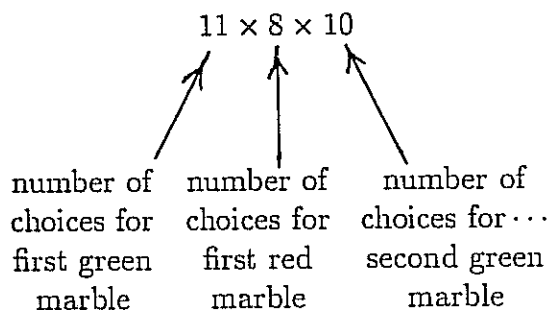 11 × 8 × 10
number of
choices for
first green
marble
number of
choices for
first red
marble
number of
choices for ···
second green
marble